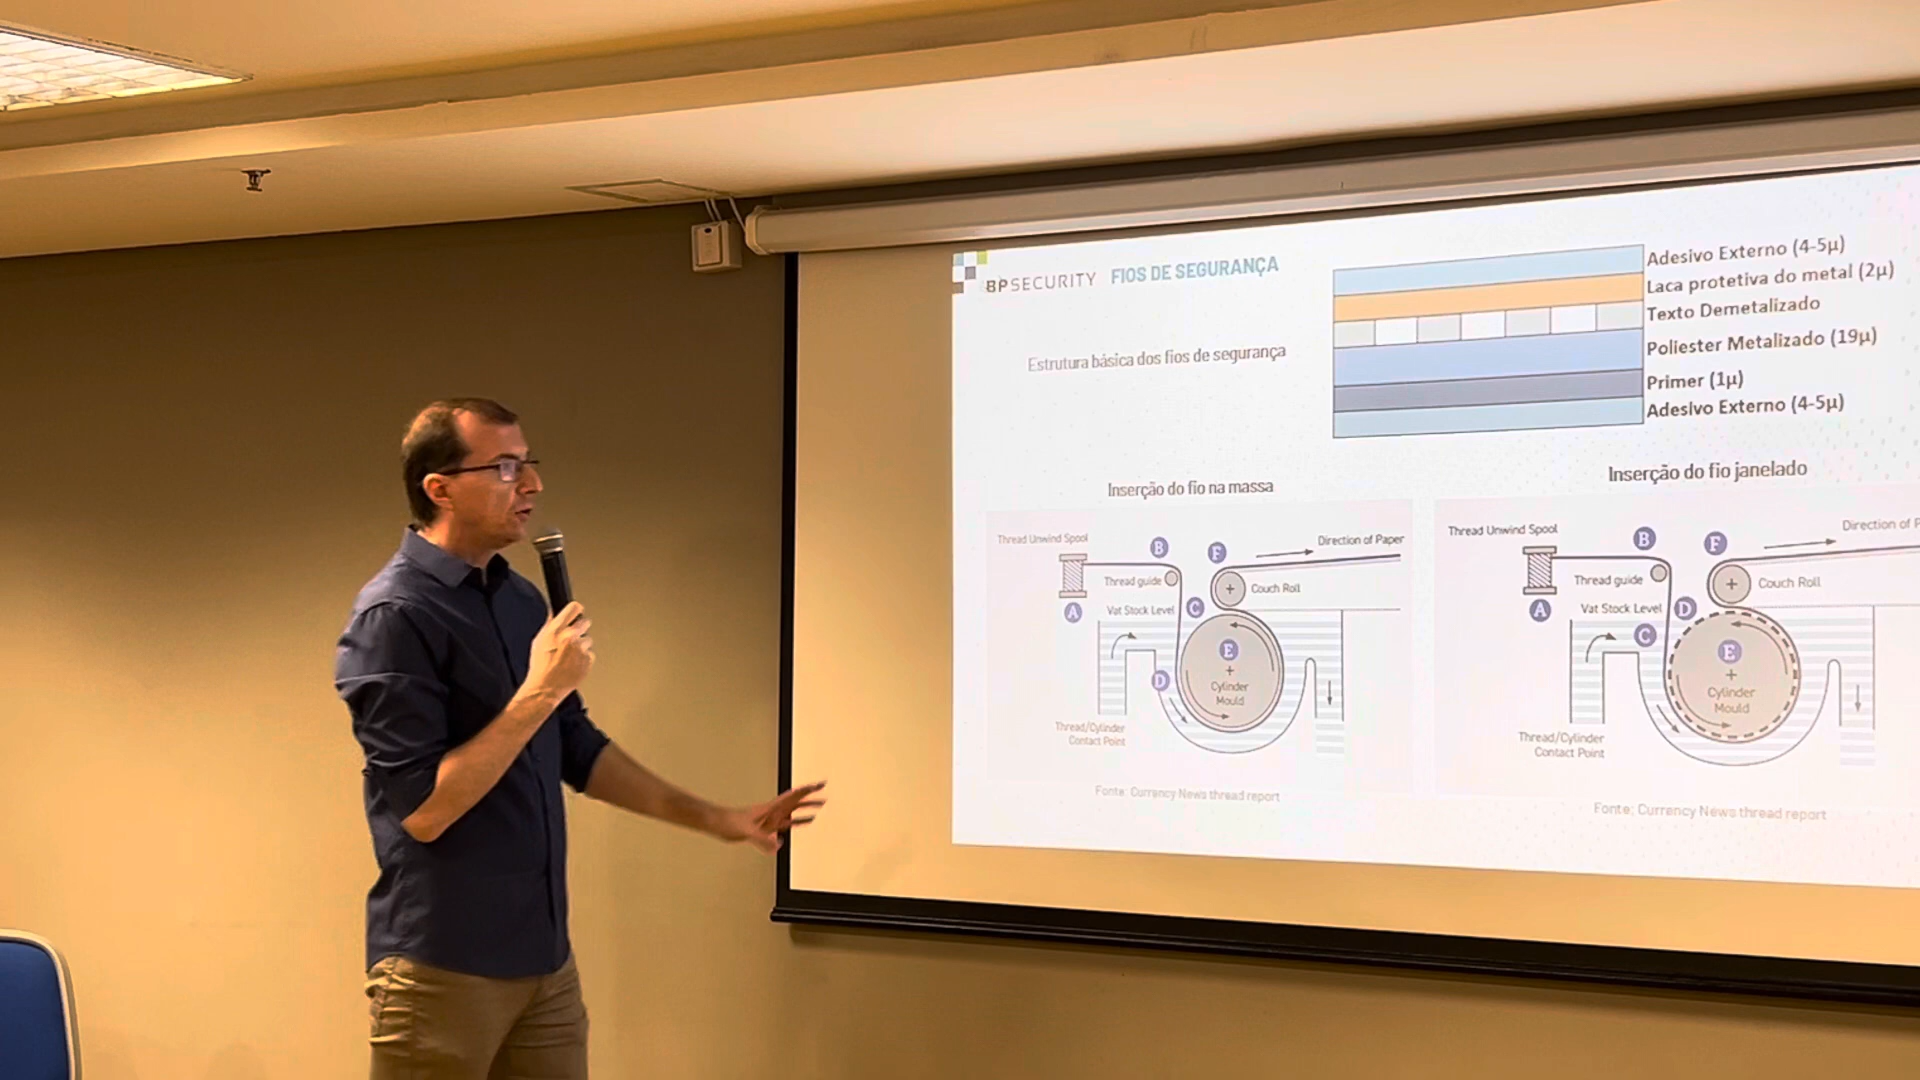 BPSECURITY FIOS DE SEGURANÇA
Adesivo Externo (4-5µ)
Laca protetiva do metal (2µ)
Texto Demetalizado
Poliester Metalizado (19µ)
Primer (1µ)
Adesivo Externo (4-5µ)
Estrutura básica dos fios de segurança
Inserção do fio na massa
Thread Unwind Spool
B
F
Direction of Paper
Thread guide
Couch Roll
A
Vat Stock Level
C
E
D
Cylinder
Mould
Thread/Cylinder
Contact Point
Fonte: Currency News thread report
Inserção do fio janelado
Thread Unwind Spool
B
F
Direction of
Thread guide
Couch Roll
A
Vat Stock Level
D
C
E
Cylinder
Mould
Thread/Cylinder
Contact Point
Fonte: Currency News thread report